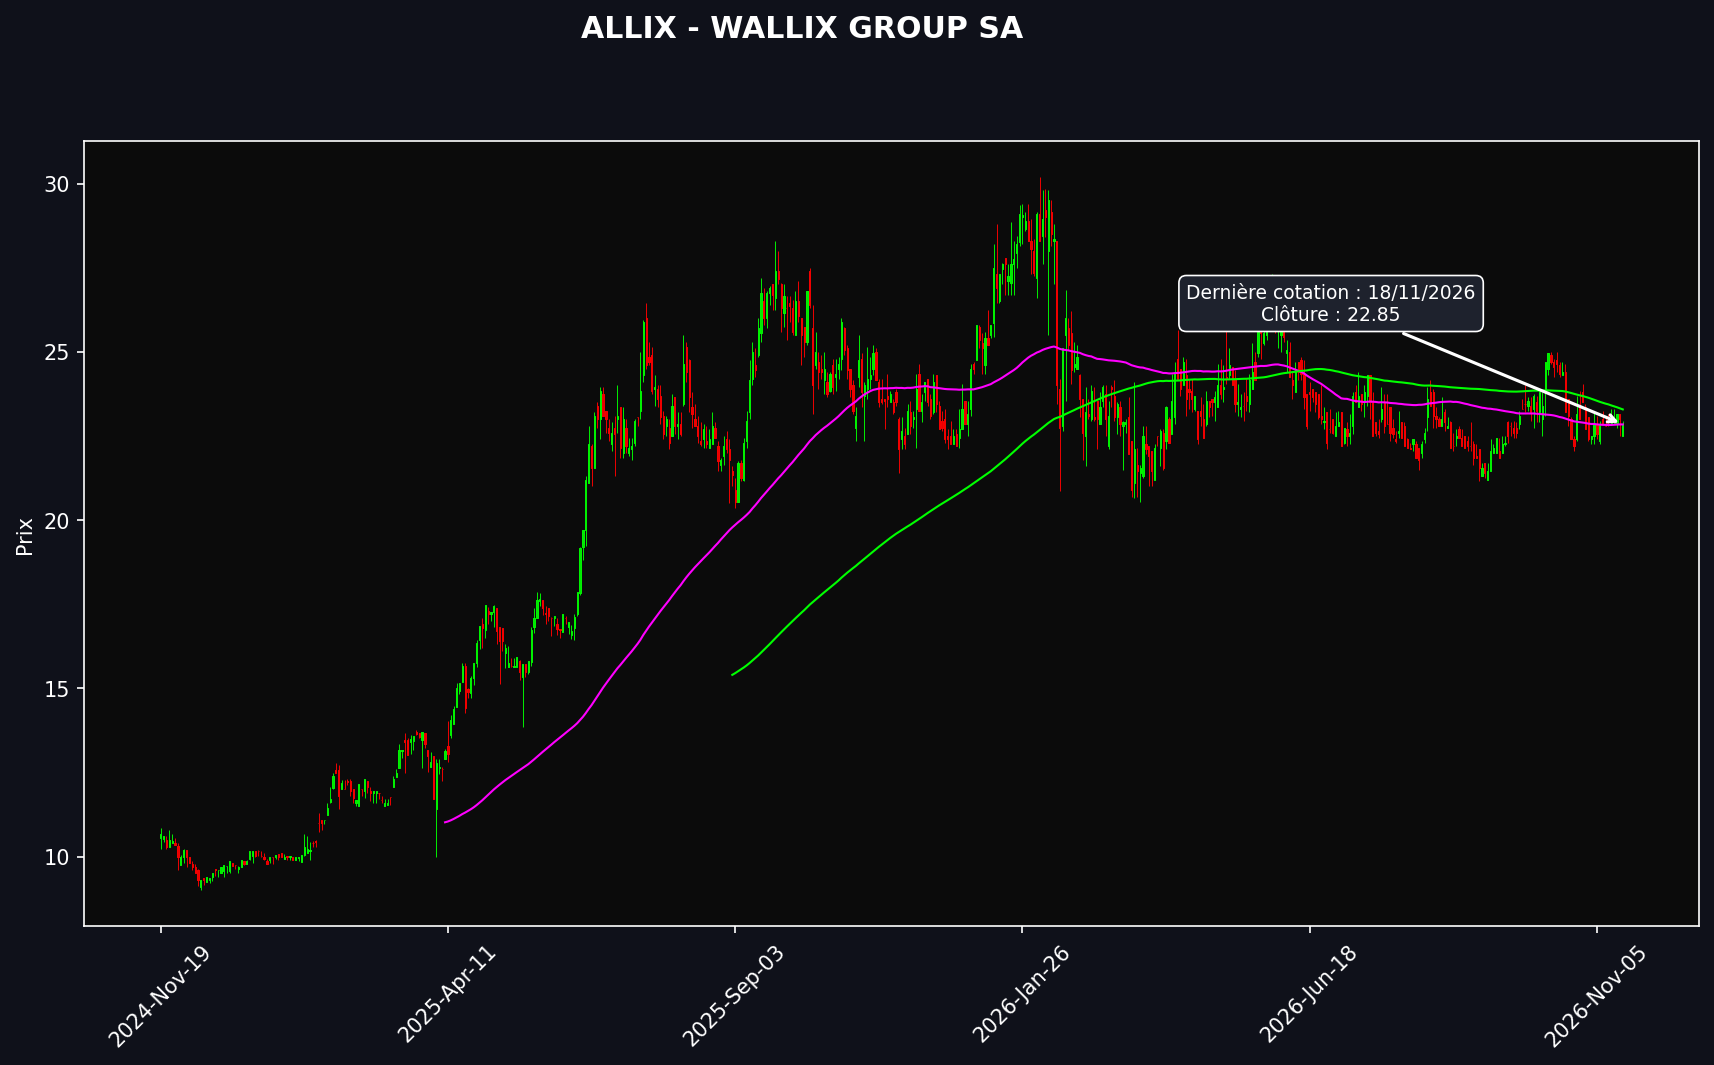 ALLIX - WALLIX GROUP SA
30
25
20
15
10
Prix
Dernière cotation : 18/11/2026
Clôture : 22.85
2024-Nov-19
2025-Apr-11
2025-Sep-03
2026-Jan-26
2026-Jun-18
2026-Nov-05